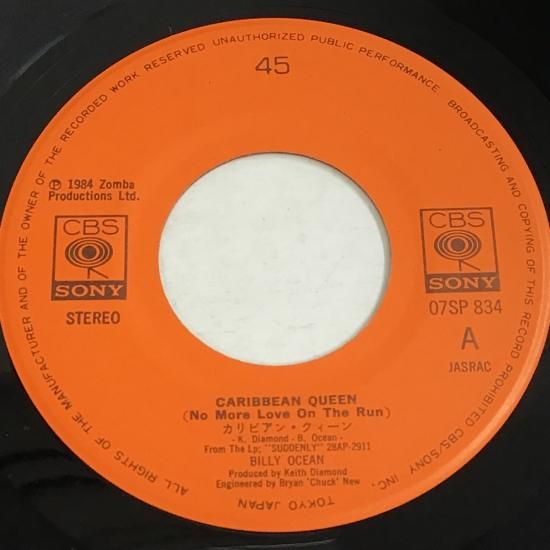 ALL RIGHTS OF THE MANUFACTURER AND OF THE OWNER OF THE RECORDED WORK RESERVED UNAUTHORIZED PUBLIC PERFORMANCE BROADCASTING AND COPYING OF THIS RECORD PROHIBITED CBS/SONY INC.
TOKYO JAPAN
45
Ⓟ 1984 Zomba
Productions Ltd.
CBS
SONY
STEREO
CBS
SONY
07SP 834
A
JASRAC
CARIBBEAN QUEEN
(No More Love On The Run)
カリビアン・クィーン
- K. Diamond - B. Ocean -
From The Lp; "SUDDENLY" 28AP-2911
BILLY OCEAN
Produced by Keith Diamond
Engineered by Bryan 'Chuck' New